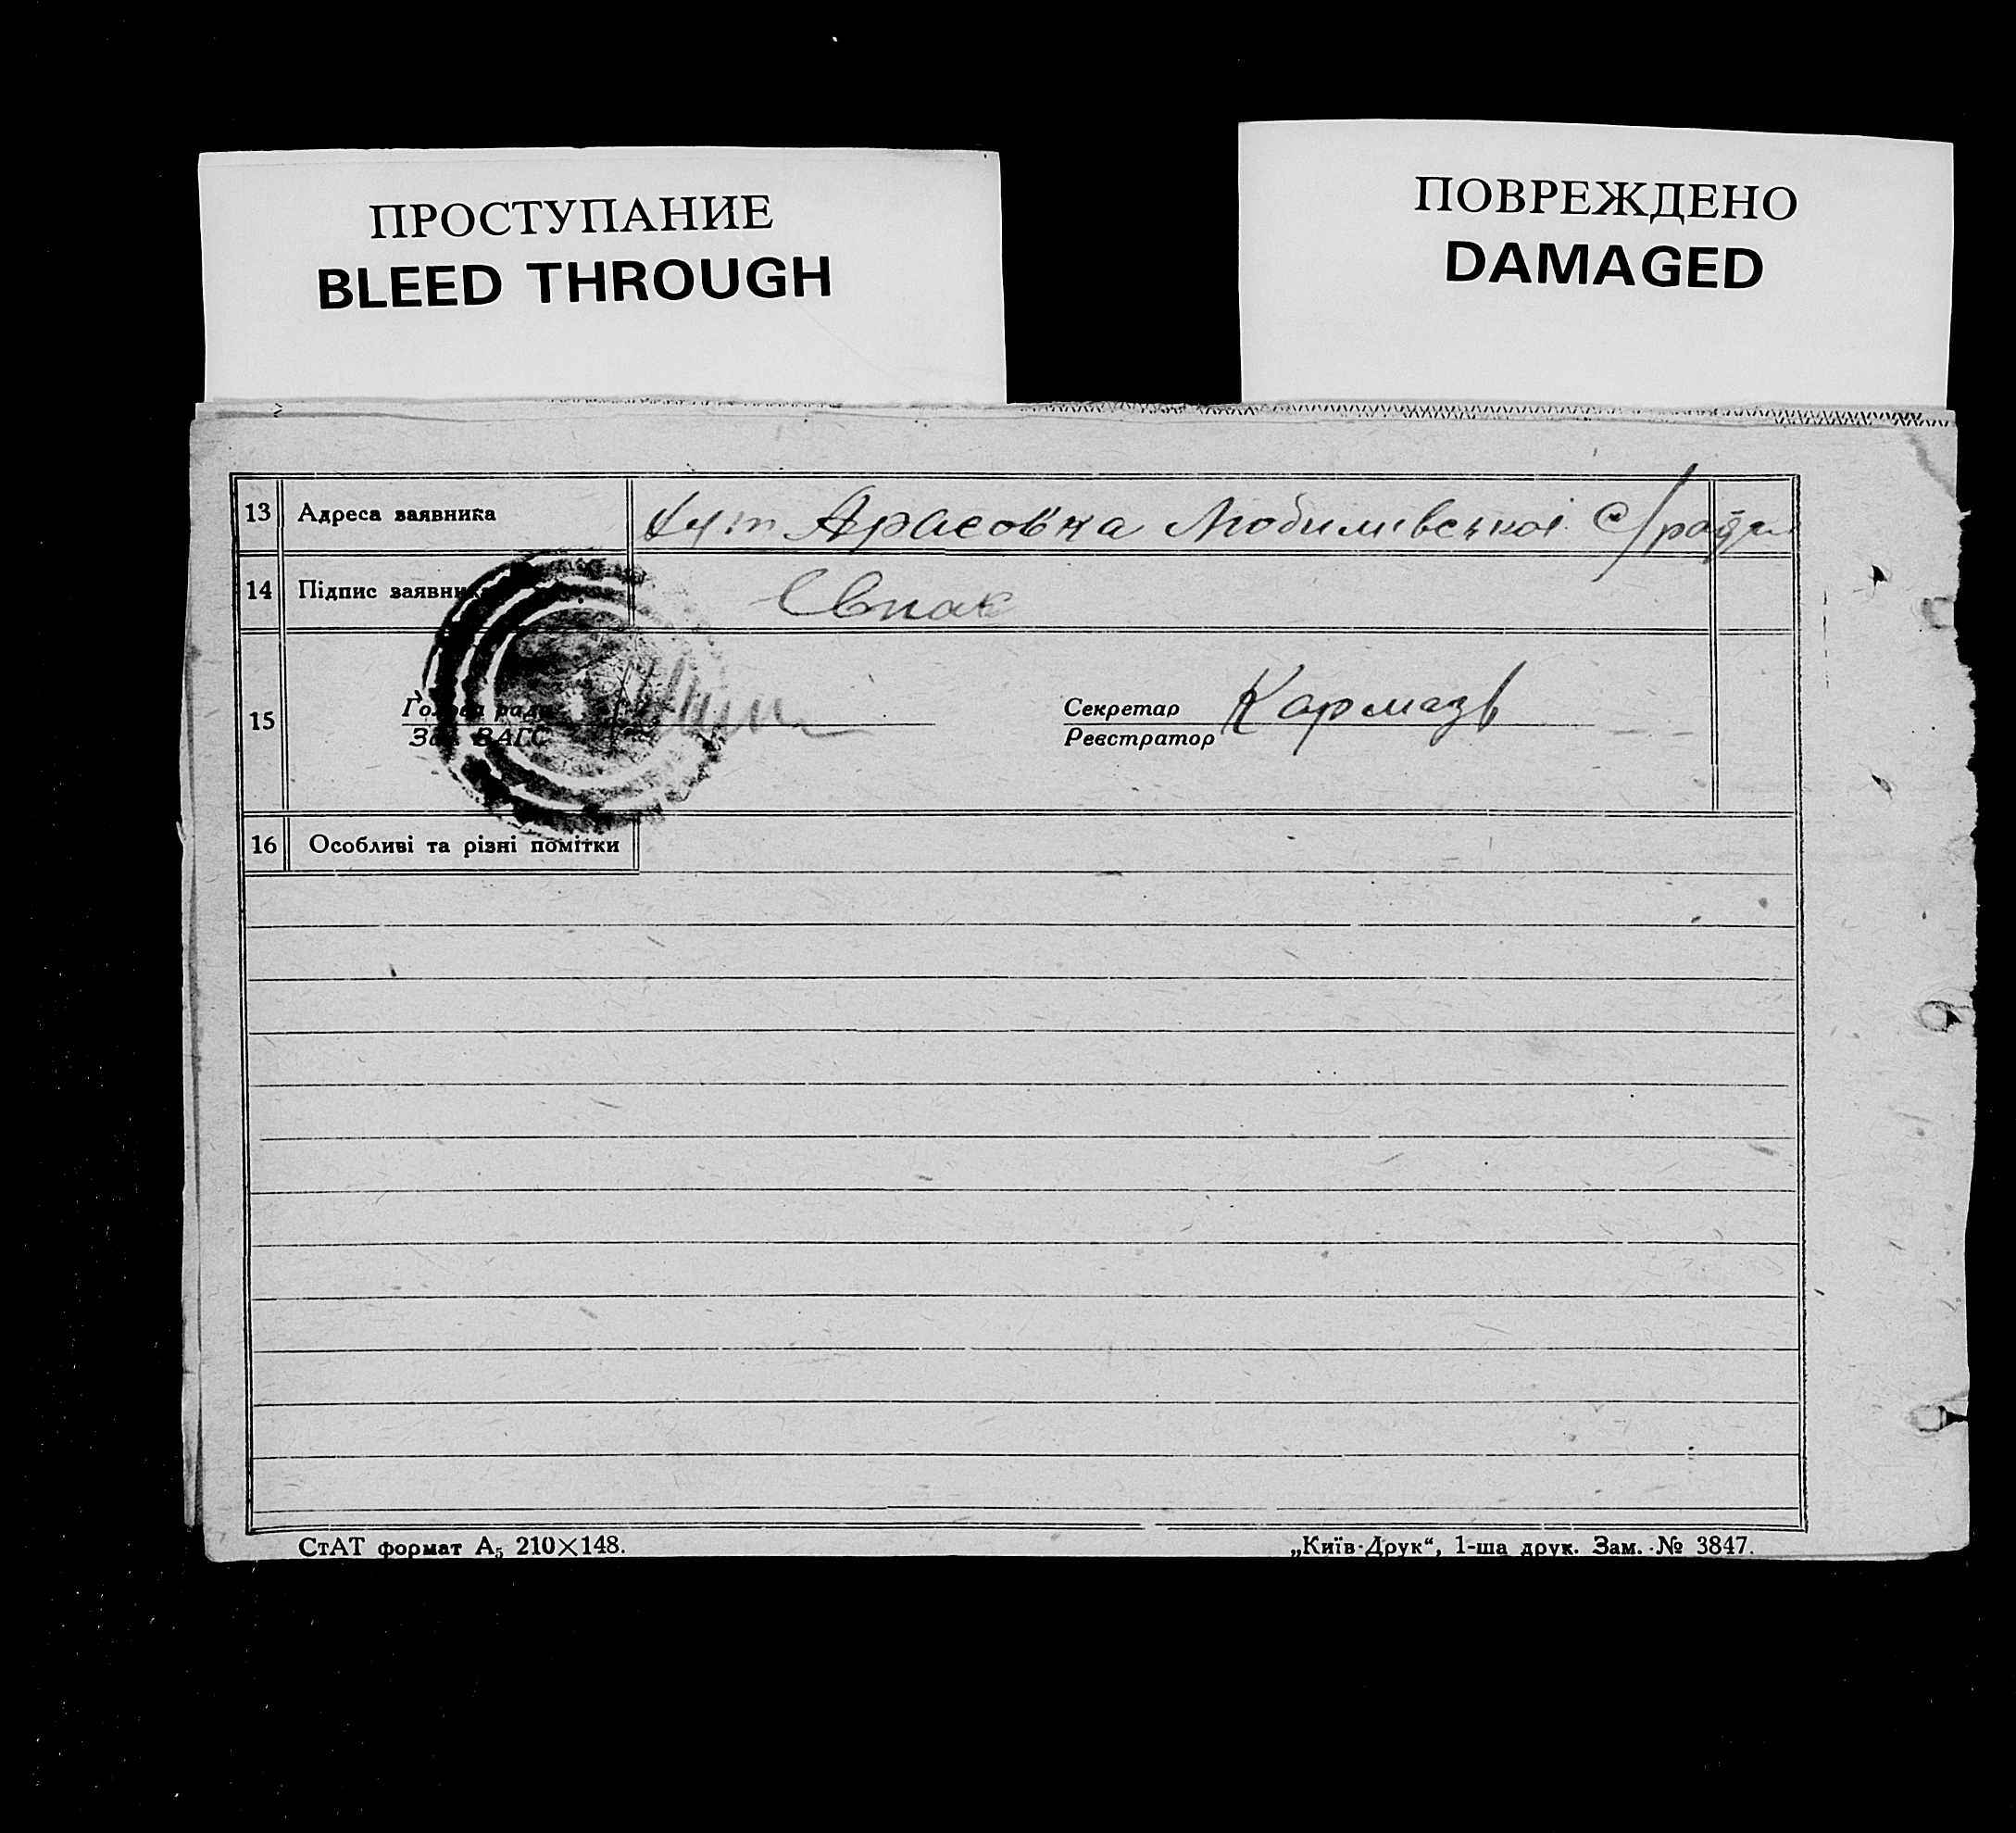 ПРОСТУПАНИЕ
BLEED THROUGH
ПОВРЕЖДЕНО
DAMAGED
13 Адреса заявника хут Арасовка Любимівської с/ради
14 Підпис заявника
15 Голова ради
Зав. ВАГС
Секретар Кармазь
Реєстратор
16 Особливі та різні помітки
СтАТ формат А₅ 210×148.
„Київ-Друк“, 1-ша друк. Зам. № 3847.